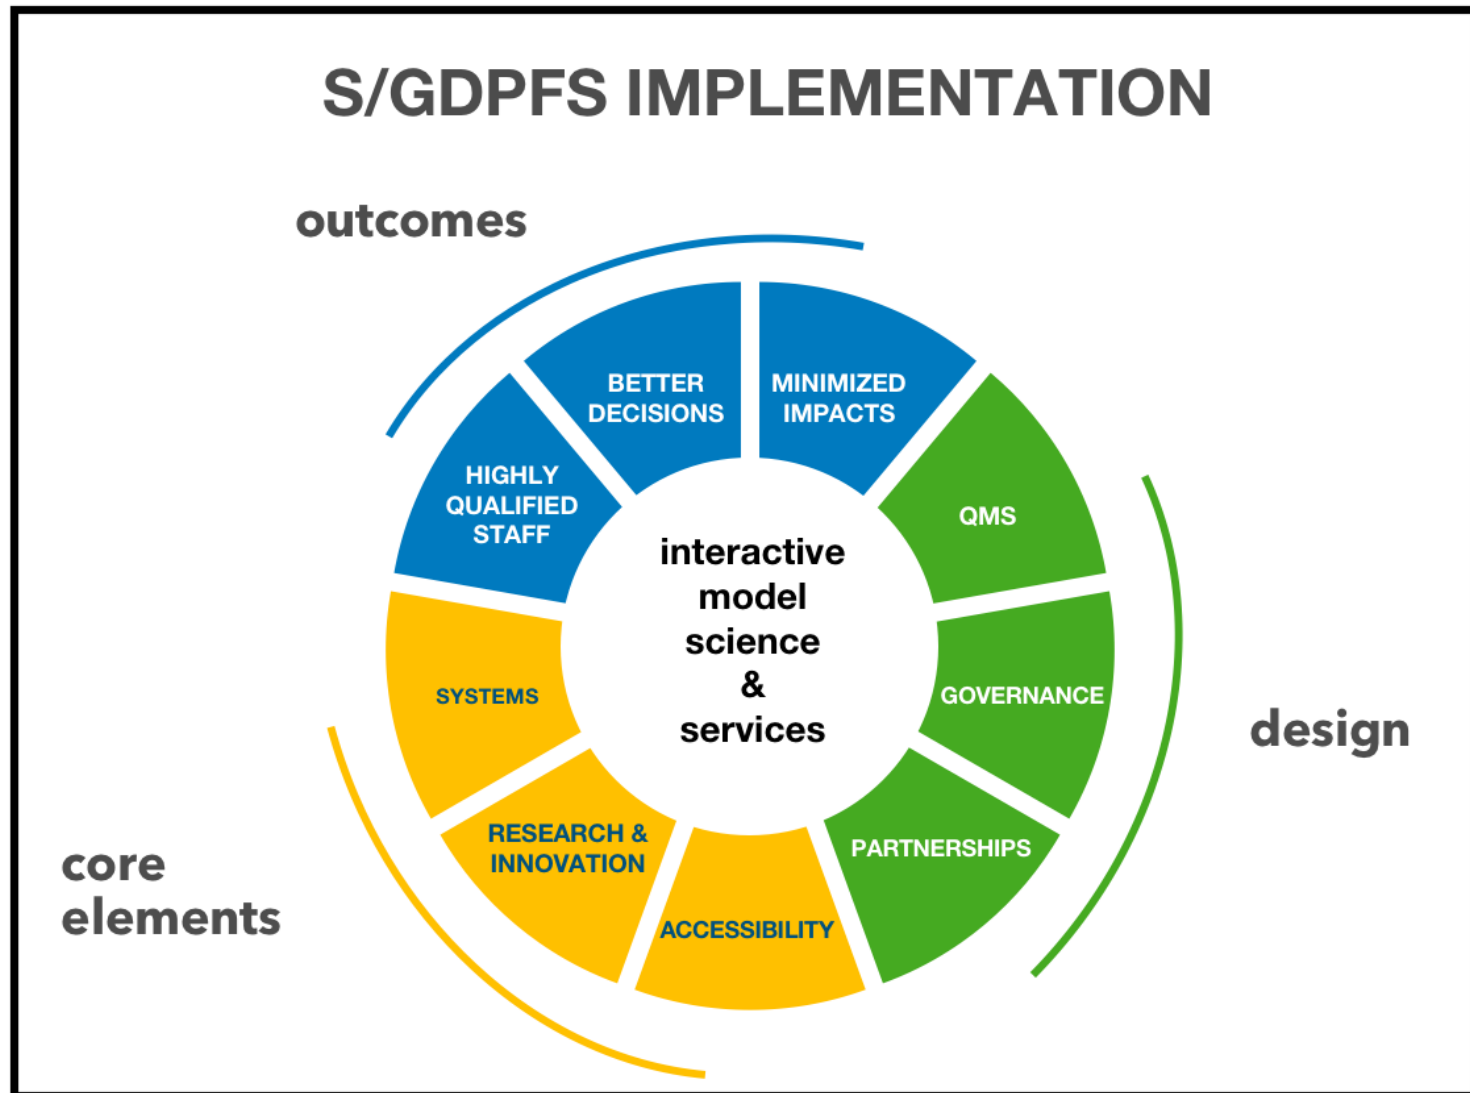 S/GDPFS IMPLEMENTATION
outcomes
BETTER
DECISIONS
MINIMIZED
IMPACTS
HIGHLY
QUALIFIED
STAFF
QMS
interactive
model
science
&
services
SYSTEMS
GOVERNANCE
design
RESEARCH &
INNOVATION
PARTNERSHIPS
core
elements
ACCESSIBILITY